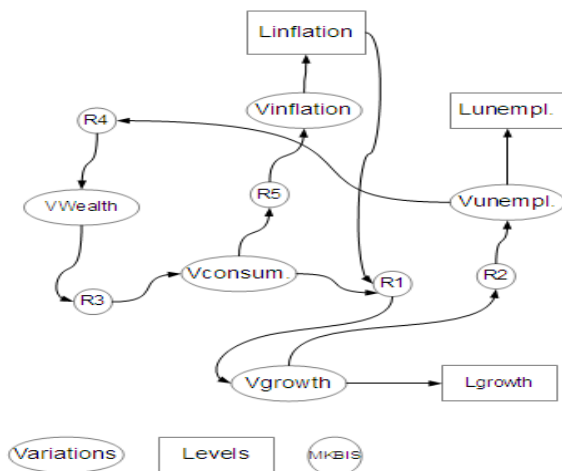 Linflation
Vinflation
Lunempl.
R4
R5
VWealth
Vunempl.
Vconsum.
R3
R1
R2
Vgrowth
Lgrowth
Variations
Levels
MKBIS